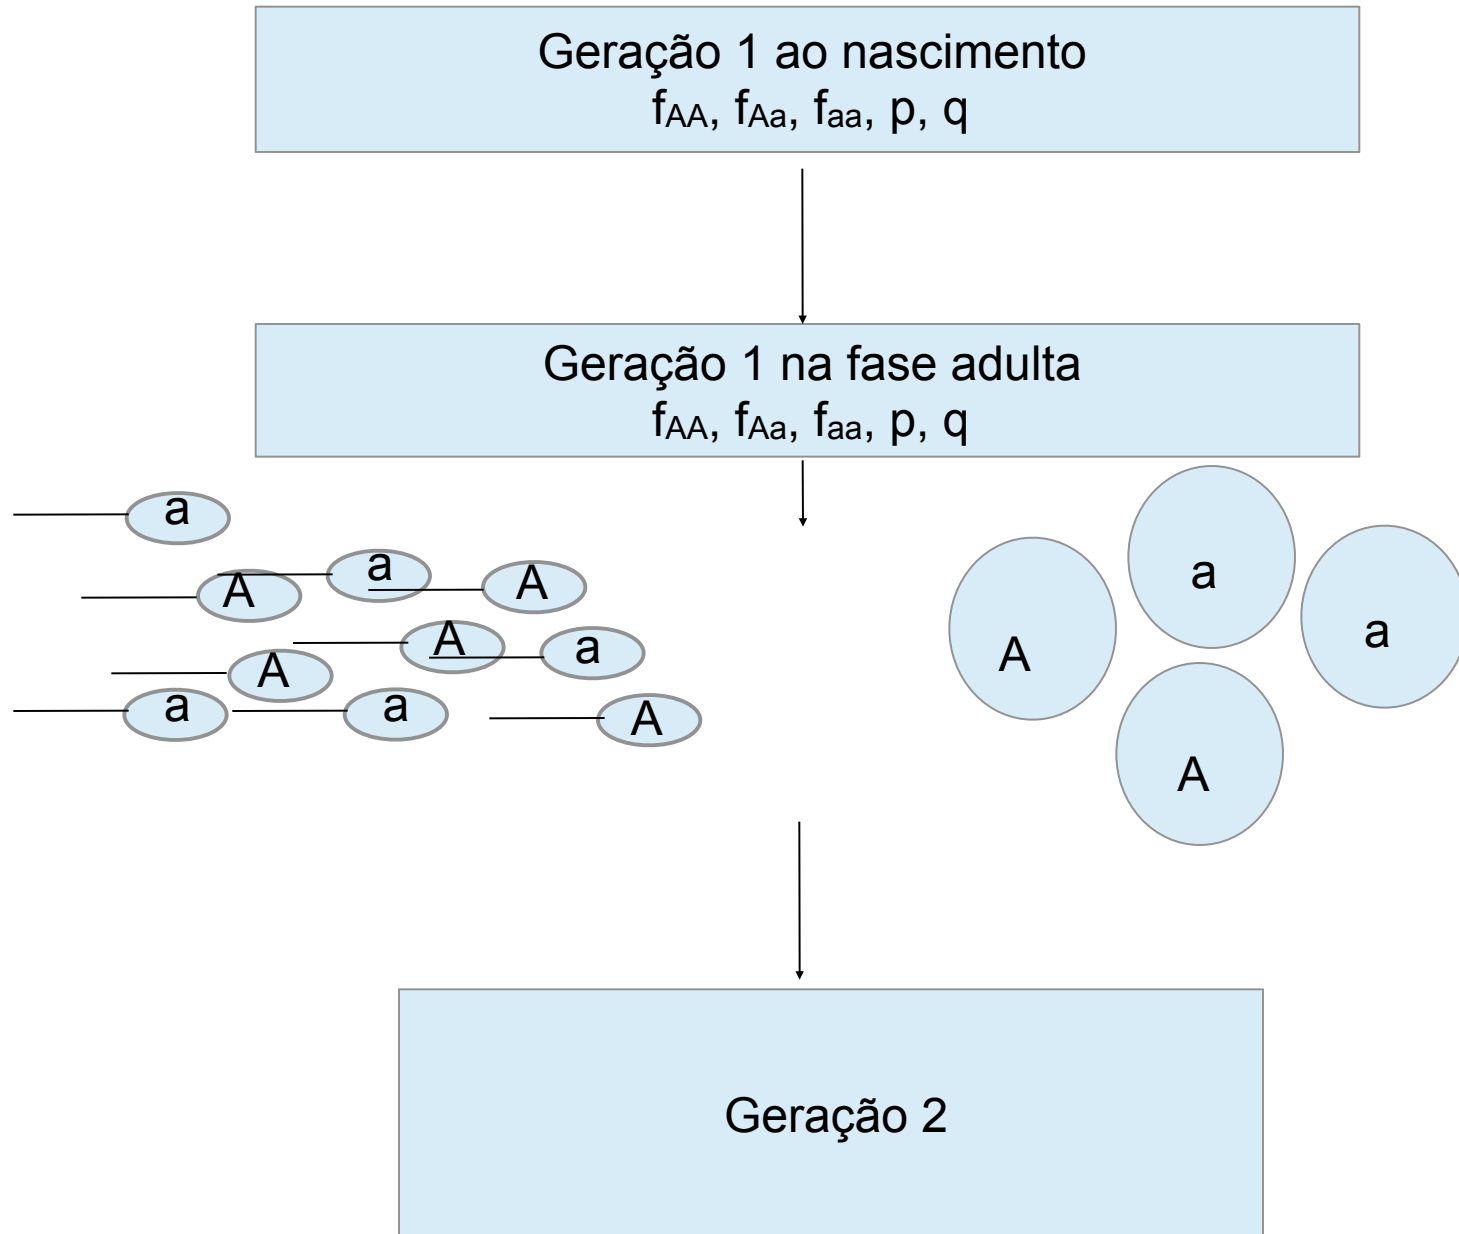 Geração 1 ao nascimento
fAA, fAa, faa, p, q
Geração 1 na fase adulta
fAA, fAa, faa, p, q
a
a
A
A
A
a
A
a
a
A
a
a
A
A
Geração 2